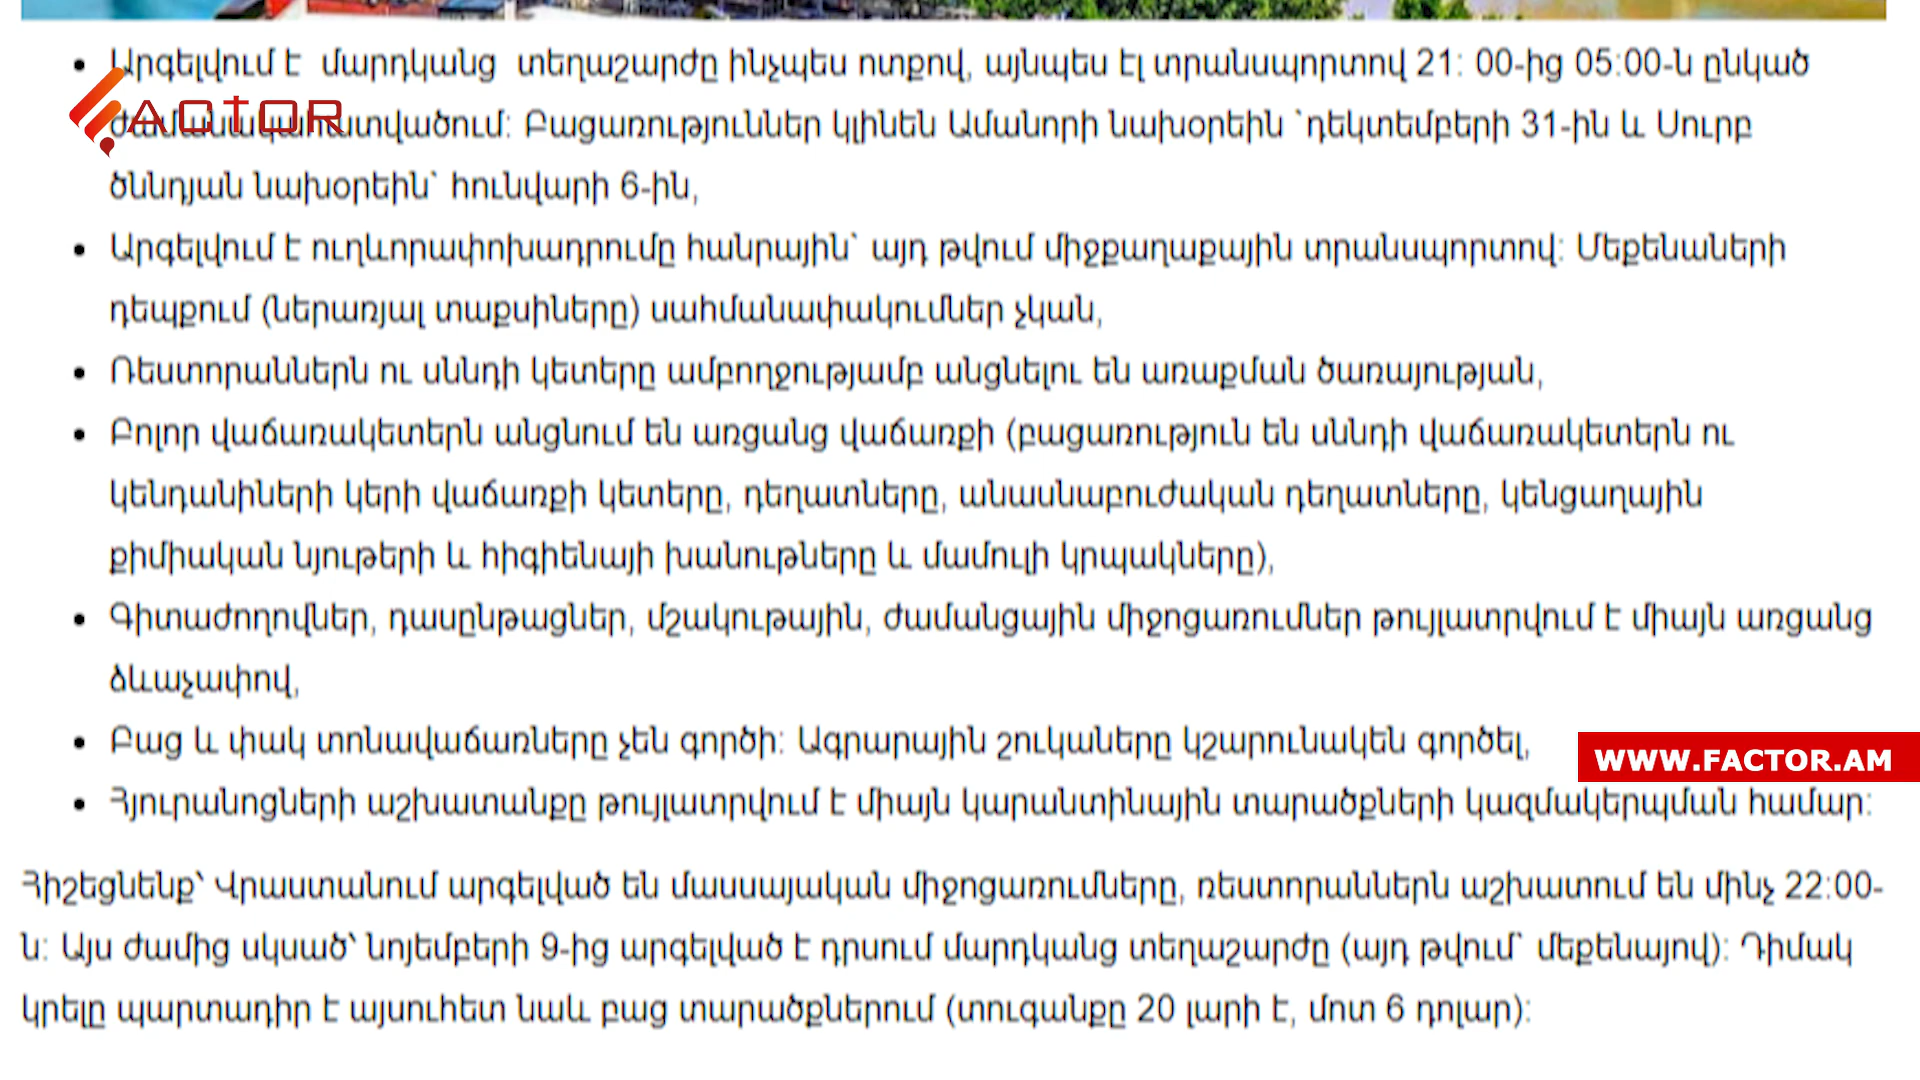 Արգելվում է մարդկանց տեղաշարժը ինչպես ոտքով, այնպես էլ տրանսպորտով 21: 00-ից 05:00-ն ընկած
ժամանակահատվածում: Բացառություններ կլինեն Ամանորի նախօրեին `դեկտեմբերի 31-ին և Սուրբ
ծննդյան նախօրեին` հունվարի 6-ին,
FACTOR
Արգելվում է ուղևորափոխադրումը հանրային` այդ թվում միջքաղաքային տրանսպորտով: Մեքենաների
դեպքում (ներառյալ տաքսիները) սահմանափակումներ չկան,
Ռեստորաններն ու սննդի կետերը ամբողջությամբ անցնելու են առաքման ծառայության,
Բոլոր վաճառակետերն անցնում են առցանց վաճառքի (բացառություն են սննդի վաճառակետերն ու
կենդանիների կերի վաճառքի կետերը, դեղատները, անասնաբուժական դեղատները, կենցաղային
քիմիական նյութերի և հիգիենայի խանութները և մամուլի կրպակները),
Գիտաժողովներ, դասընթացներ, մշակութային, ժամանցային միջոցառումներ թույլատրվում է միայն առցանց
ձևաչափով,
Բաց և փակ տոնավաճառները չեն գործի: Ագրարային շուկաները կշարունակեն գործել,
WWW.FACTOR.AM
Հյուրանոցների աշխատանքը թույլատրվում է միայն կարանտինային տարածքների կազմակերպման համար:
Հիշեցնենք՝ Վրաստանում արգելված են մասսայական միջոցառումները, ռեստորաններն աշխատում են մինչ 22:00-
ն: Այս ժամից սկսած՝ նոյեմբերի 9-ից արգելված է դրսում մարդկանց տեղաշարժը (այդ թվում` մեքենայով): Դիմակ
կրելը պարտադիր է այսուհետ նաև բաց տարածքներում (տուգանքը 20 լարի է, մոտ 6 դոլար):